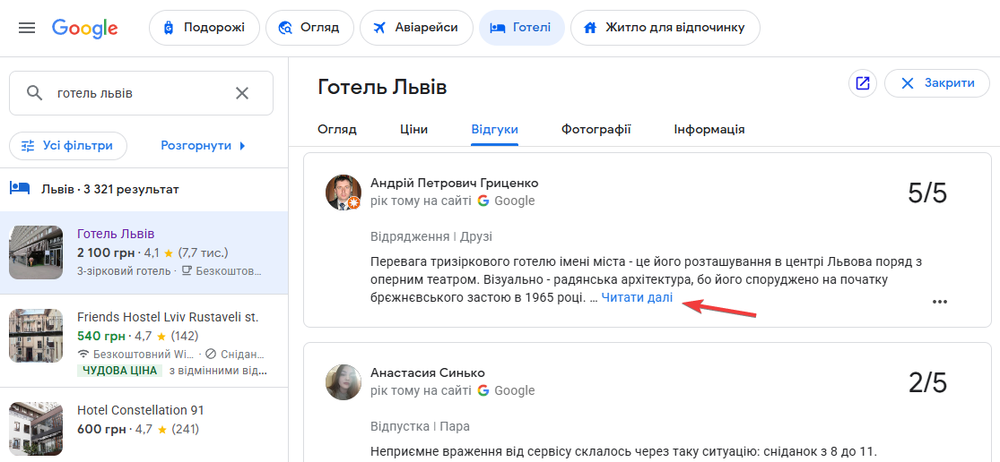 Google
Подорожі
Огляд
Авіарейси
Готелі
Житло для відпочинку
готель львів
Усі фільтри
Розгорнути
Львів · 3 321 результат
Готель Львів
2 100 грн · 4,1 (7,7 тис.)
3-зірковий готель · Безкоштов...
Friends Hostel Lviv Rustaveli st.
540 грн · 4,7 (142)
Безкоштовний Wi... · Сніdan...
ЧУДОВА ЦІНА з відмінними від...
Hotel Constellation 91
600 грн · 4,7 (241)
Готель Львів
Закрити
Огляд
Ціни
Відгуки
Фотографії
Інформація
Андрій Петрович Гриценко
рік тому на сайті G Google
5/5
Відрядження | Друзі
Перевага тризіркового готелю імені міста - це його розташування в центрі Львова поряд з
оперним театром. Візуально - радянська архітектура, бо його споруджено на початку
брєжнєвського застою в 1965 році. ... Читати далі
Анастасия Синько
рік тому на сайті G Google
2/5
Відпустка | Пара
Неприємне враження від сервісу склалось через таку ситуацію: сніданок з 8 до 11.